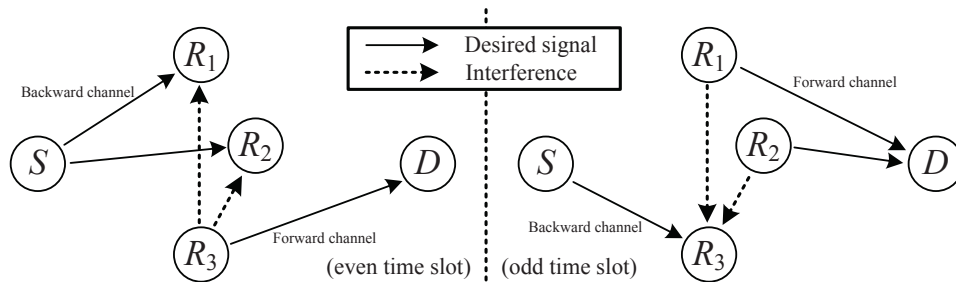 R1
Desired signal
Interference
R1
Backward channel
Forward channel
S
R2
D
S
R2
D
Backward channel
R3
Forward channel
(even time slot)
(odd time slot)
R3